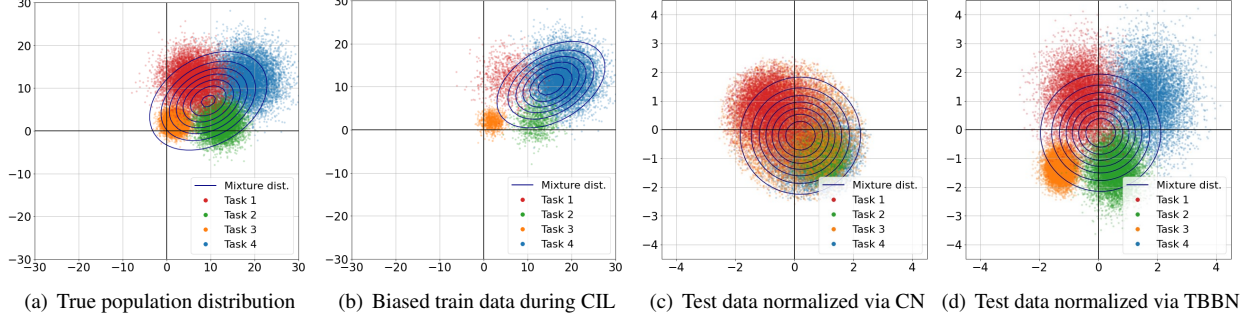 30
20
10
0
−10
−20
−30
−30
−20
−10
0
10
20
30
Mixture dist.
Task 1
Task 2
Task 3
Task 4
(a) True population distribution
30
20
10
0
−10
−20
−30
−30
−20
−10
0
10
20
30
Mixture dist.
Task 1
Task 2
Task 3
Task 4
(b) Biased train data during CIL
4
3
2
1
0
−1
−2
−3
−4
−4
−2
0
2
4
Mixture dist.
Task 1
Task 2
Task 3
Task 4
(c) Test data normalized via CN
4
3
2
1
0
−1
−2
−3
−4
−4
−2
0
2
4
Mixture dist.
Task 1
Task 2
Task 3
Task 4
(d) Test data normalized via TBBN